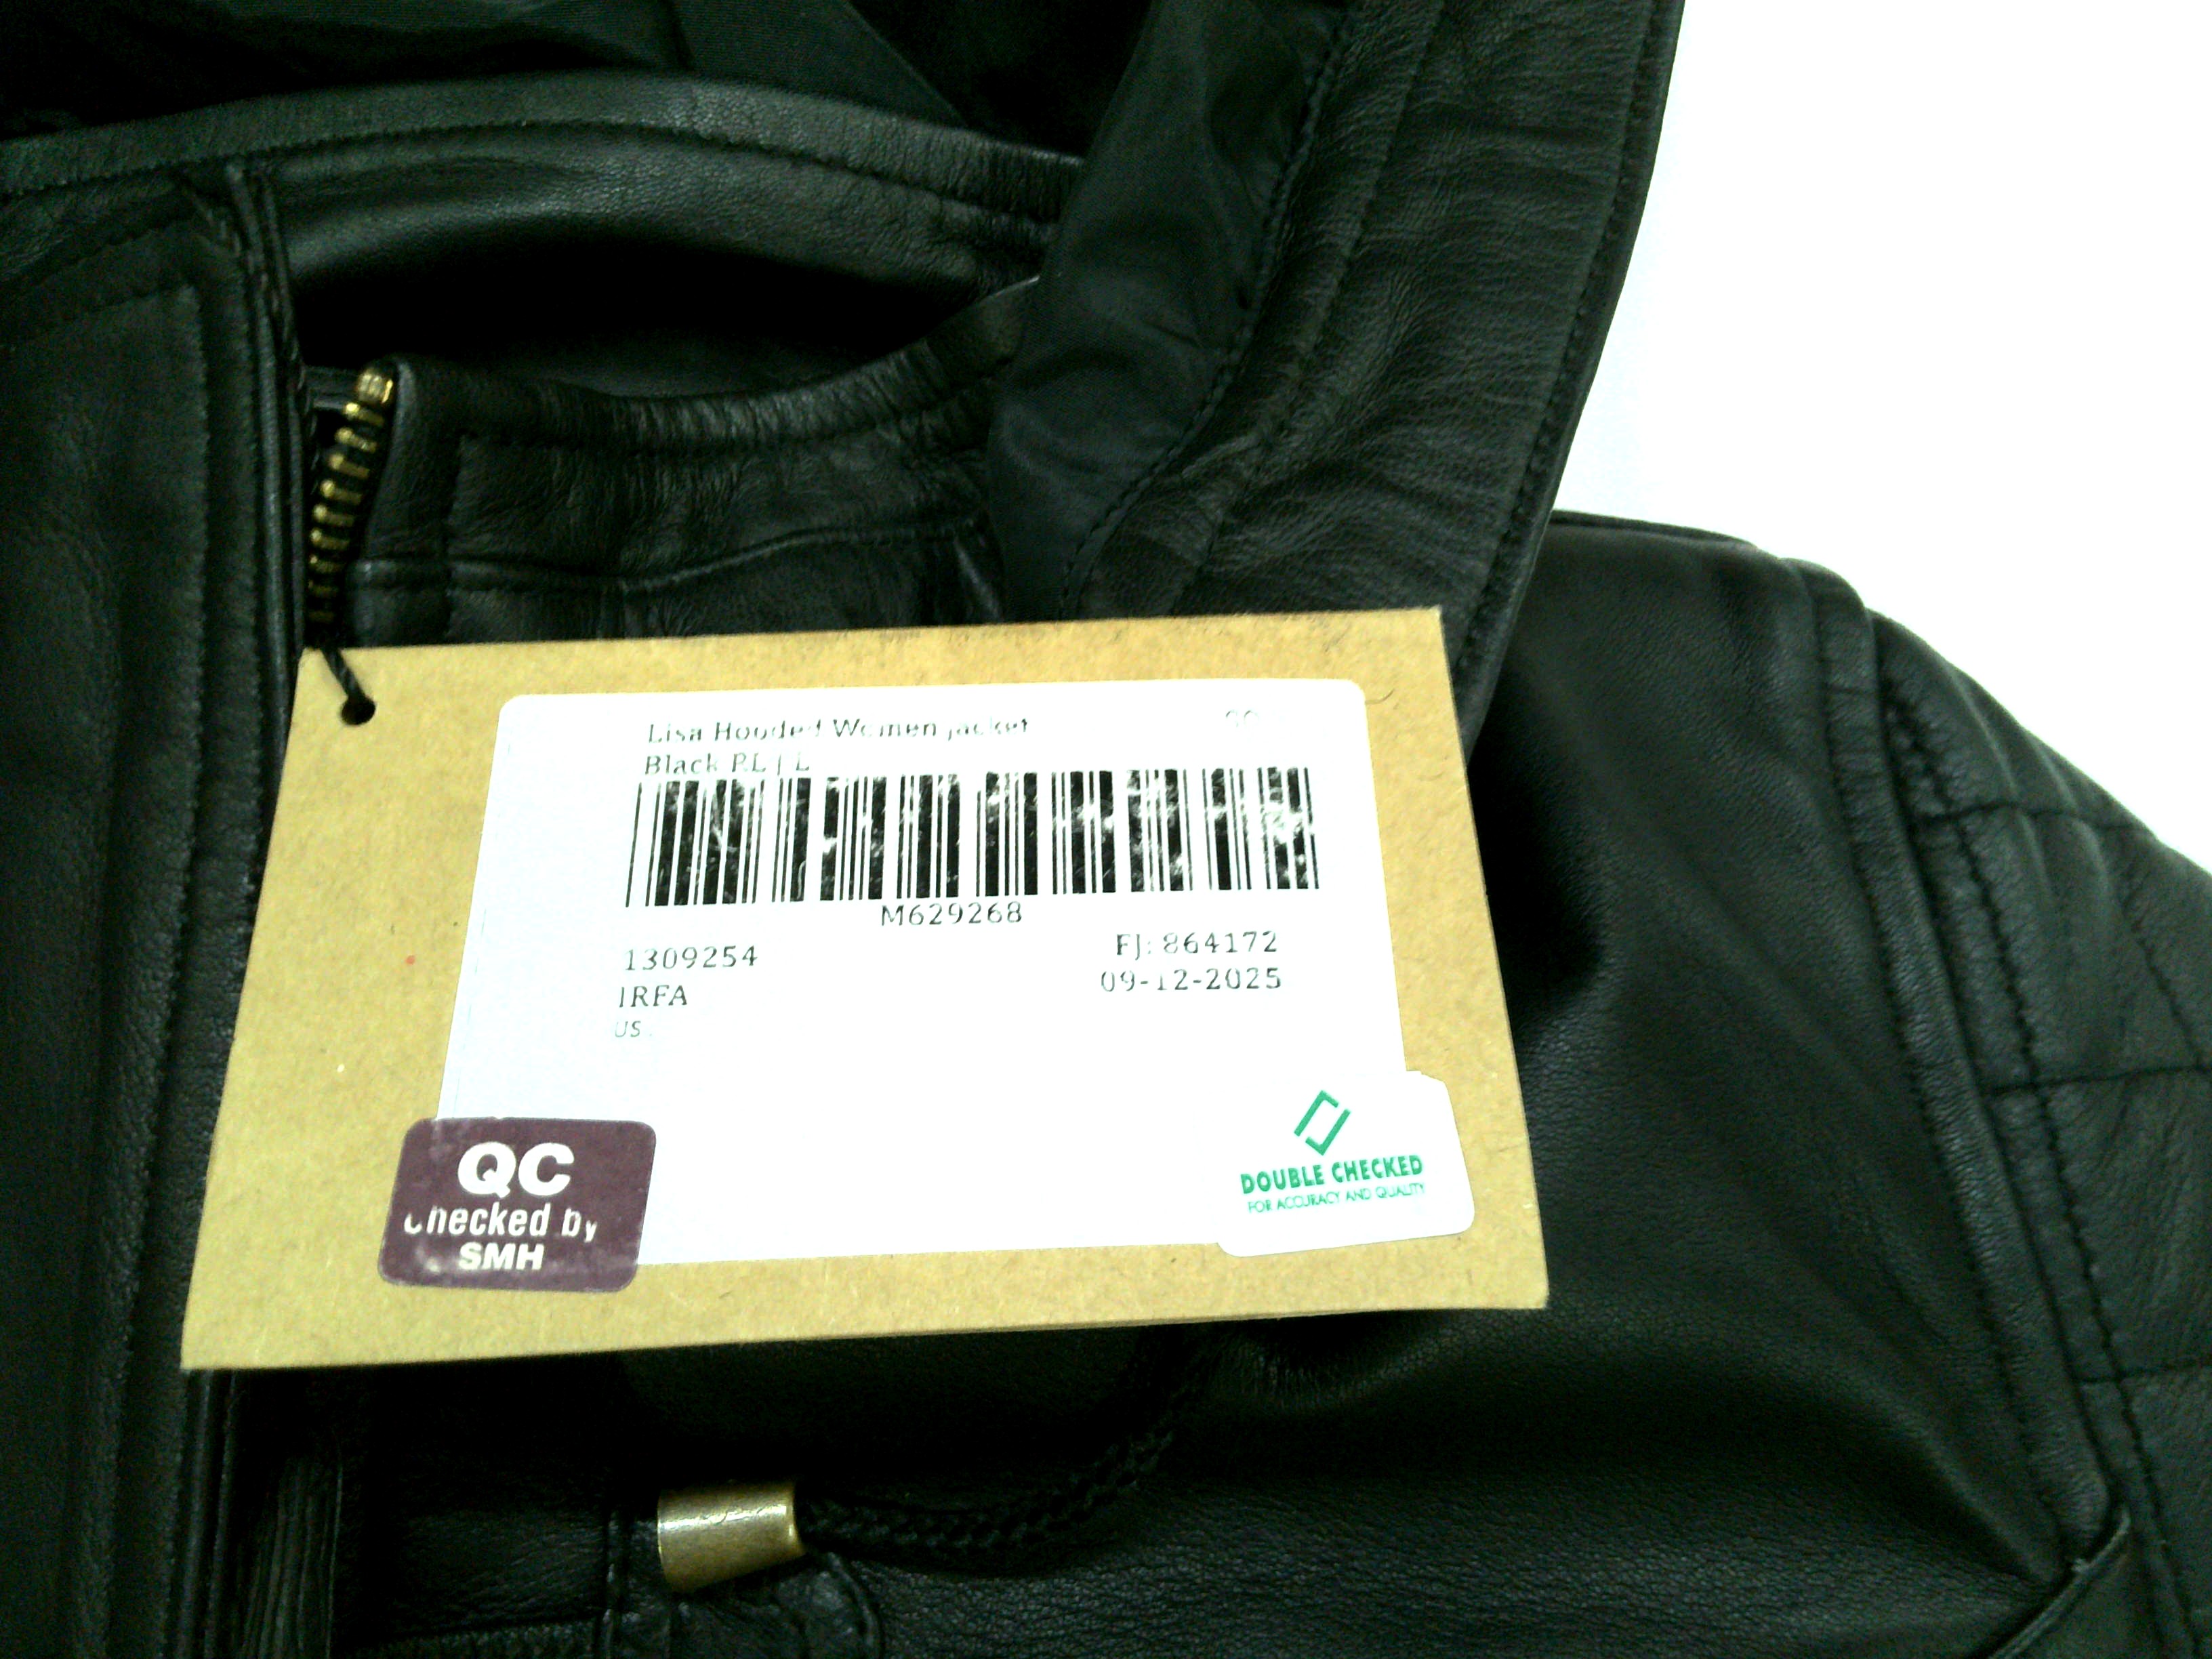 Lisa Hooded Women jacket
Black RL | L
M629268
1309254
FJ: 864172
IRFA
09-12-2025
US
QC
Checked by
SMH
DOUBLE CHECKED
FOR ACCURACY AND QUALITY